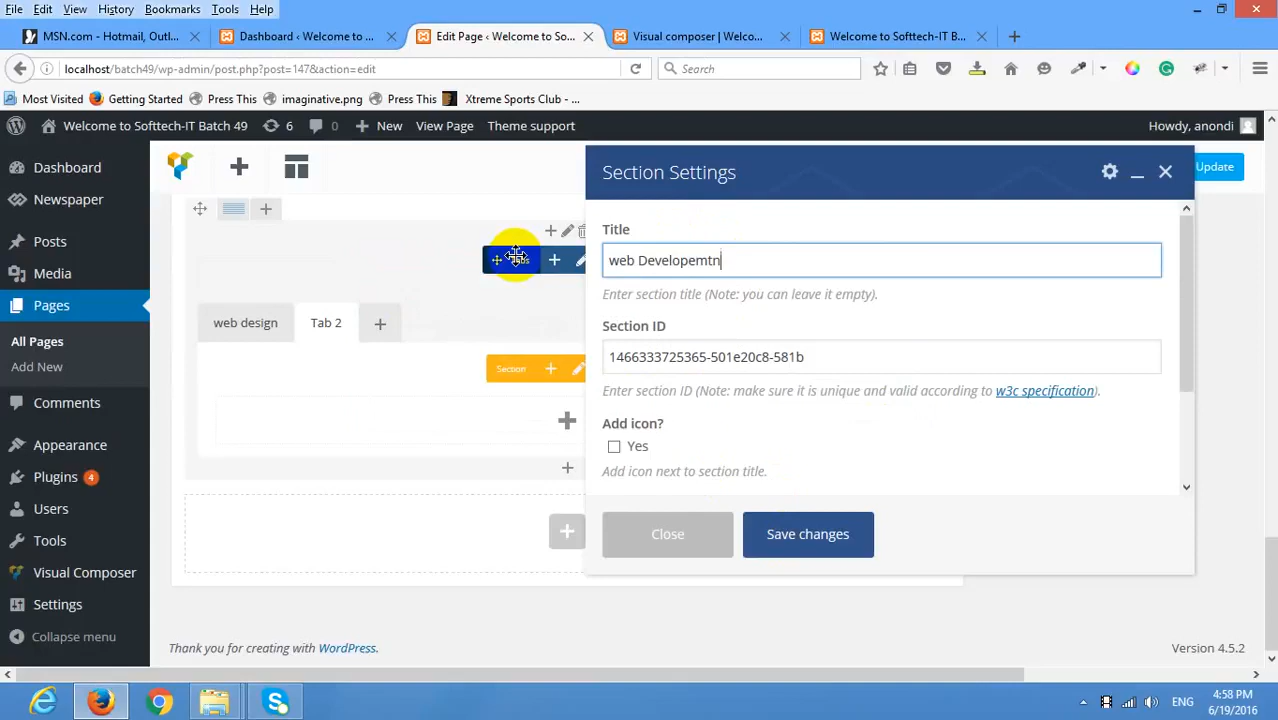 File Edit View History Bookmarks Tools Help
MSN.com - Hotmail, Outl... Dashboard ‹ Welcome to ... Edit Page ‹ Welcome to So... Visual composer | Welco... Welcome to Softtech-IT B...
localhost/batch49/wp-admin/post.php?post=147&action=edit Search
Most Visited Getting Started Press This imaginative.png Press This Xtreme Sports Club - ...
Welcome to Softtech-IT Batch 49 6 0 New View Page Theme support Howdy, anondi
Dashboard
Newspaper
Posts
Media
Pages
All Pages
Add New
Comments
Appearance
Plugins 4
Users
Tools
Visual Composer
Settings
Collapse menu
Update
web design Tab 2
Section
Section Settings
Title
web Developemtn
Enter section title (Note: you can leave it empty).
Section ID
1466333725365-501e20c8-581b
Enter section ID (Note: make sure it is unique and valid according to w3c specification).
Add icon?
Yes
Add icon next to section title.
Close Save changes
Thank you for creating with WordPress. Version 4.5.2
ENG
4:58 PM
6/19/2016